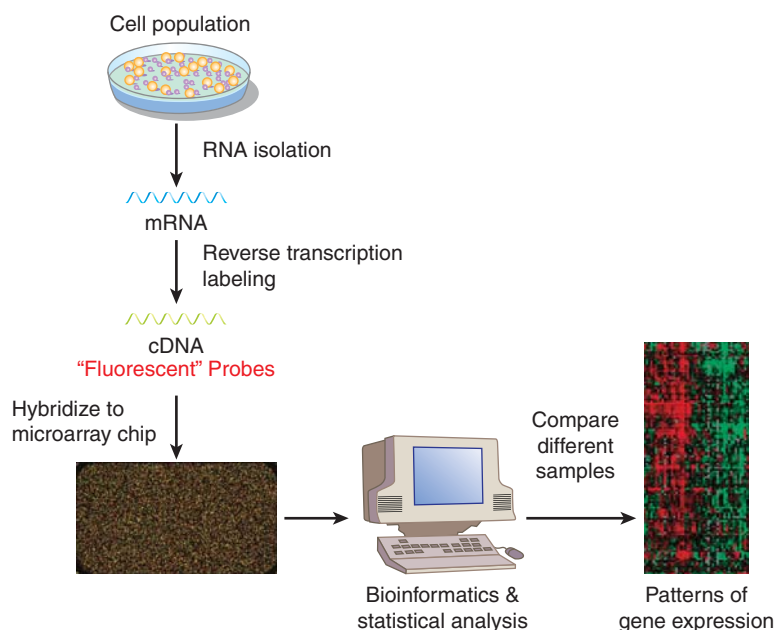 Cell population
RNA isolation
mRNA
Reverse transcription
labeling
cDNA
“Fluorescent” Probes
Hybridize to
microarray chip
Bioinformatics &
statistical analysis
Compare
different
samples
Patterns of
gene expression